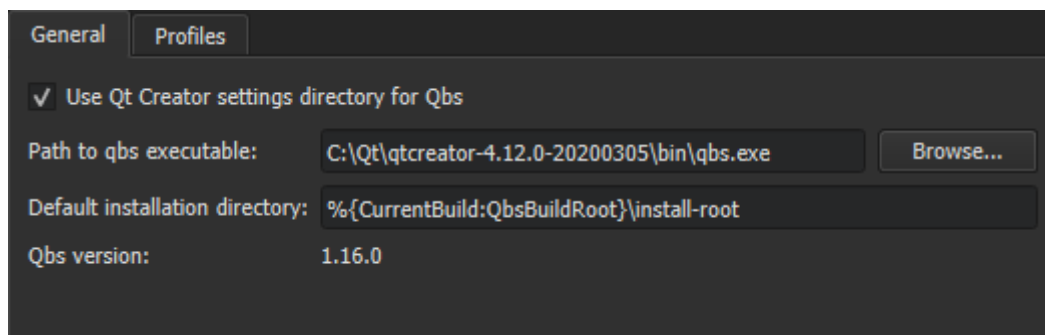 General Profiles
Use Qt Creator settings directory for Qbs
Path to qbs executable: C:\Qt\qtcreator-4.12.0-20200305\bin\qbs.exe Browse...
Default installation directory: %{CurrentBuild:QbsBuildRoot}\install-root
Qbs version: 1.16.0